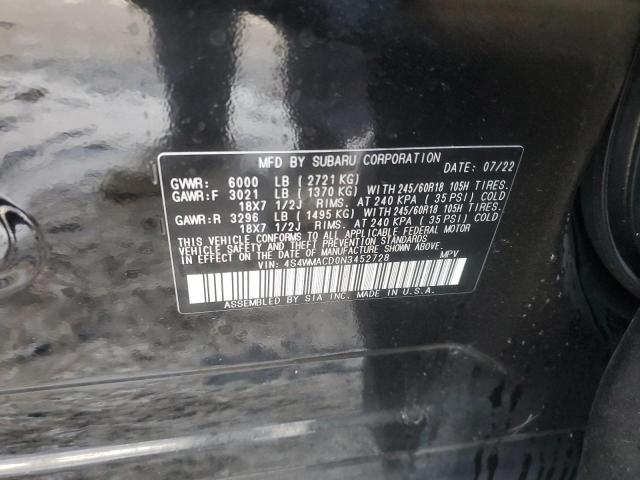 MFD BY SUBARU CORPORATION DATE: 07/22
GVWR: 6000 LB ( 2721 KG)
GAWR:F 3021 LB ( 1370 KG) WITH 245/60R18 105H TIRES.
18X7 1/2J RIMS. AT 240 KPA ( 35 PSI) COLD
GAWR:R 3296 LB ( 1495 KG) WITH 245/60R18 105H TIRES.
18X7 1/2J RIMS. AT 240 KPA ( 35 PSI) COLD
THIS VEHICLE CONFORMS TO ALL APPLICABLE FEDERAL MOTOR
VEHICLE SAFETY AND THEFT PREVENTION STANDARDS
IN EFFECT ON THE DATE OF MANUFACTURE SHOWN ABOVE.
VIN: 4S4WMACD0N3452728 MPV
ASSEMBLED BY SIA INC. MADE IN U.S.A.